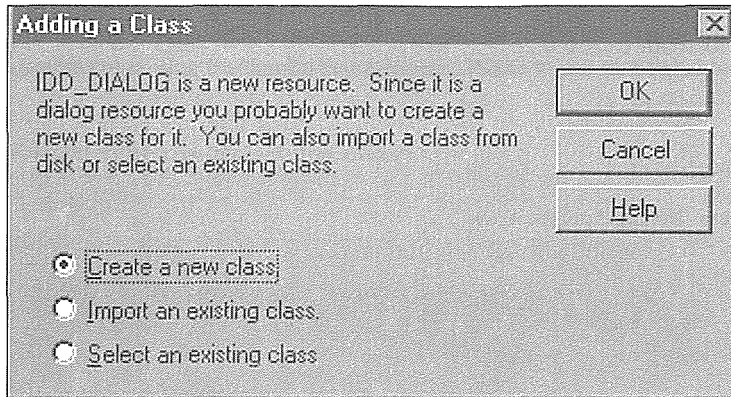 Adding a Class
IDD_DIALOG is a new resource.  Since it is a
dialog resource you probably want to create a
new class for it.  You can also import a class from
disk or select an existing class.
OK
Cancel
Help
Create a new class
Import an existing class.
Select an existing class